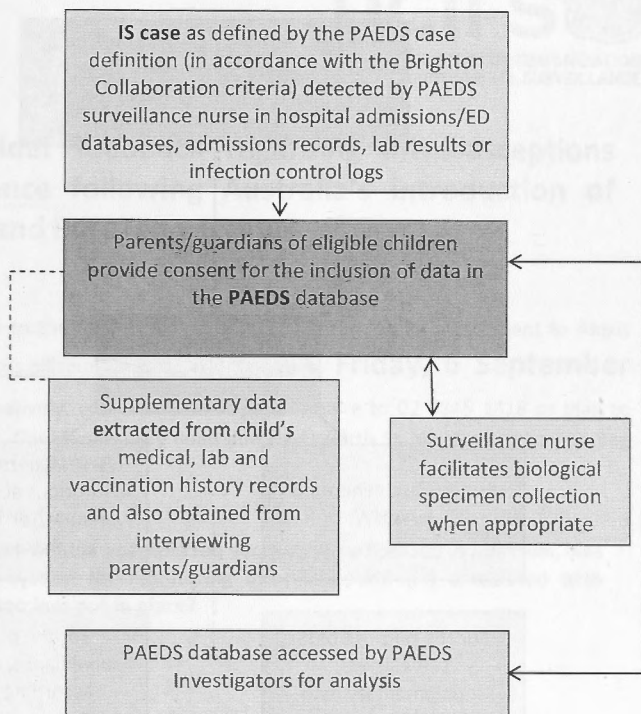 IS case as defined by the PAEDS case
definition (in accordance with the Brighton
Collaboration criteria) detected by PAEDS
surveillance nurse in hospital admissions/ED
databases, admissions records, lab results or
infection control logs
Parents/guardians of eligible children
provide consent for the inclusion of data in
the PAEDS database
Supplementary data
extracted from child's
medical, lab and
vaccination history records
and also obtained from
interviewing
parents/guardians
Surveillance nurse
facilitates biological
specimen collection
when appropriate
PAEDS database accessed by PAEDS
Investigators for analysis